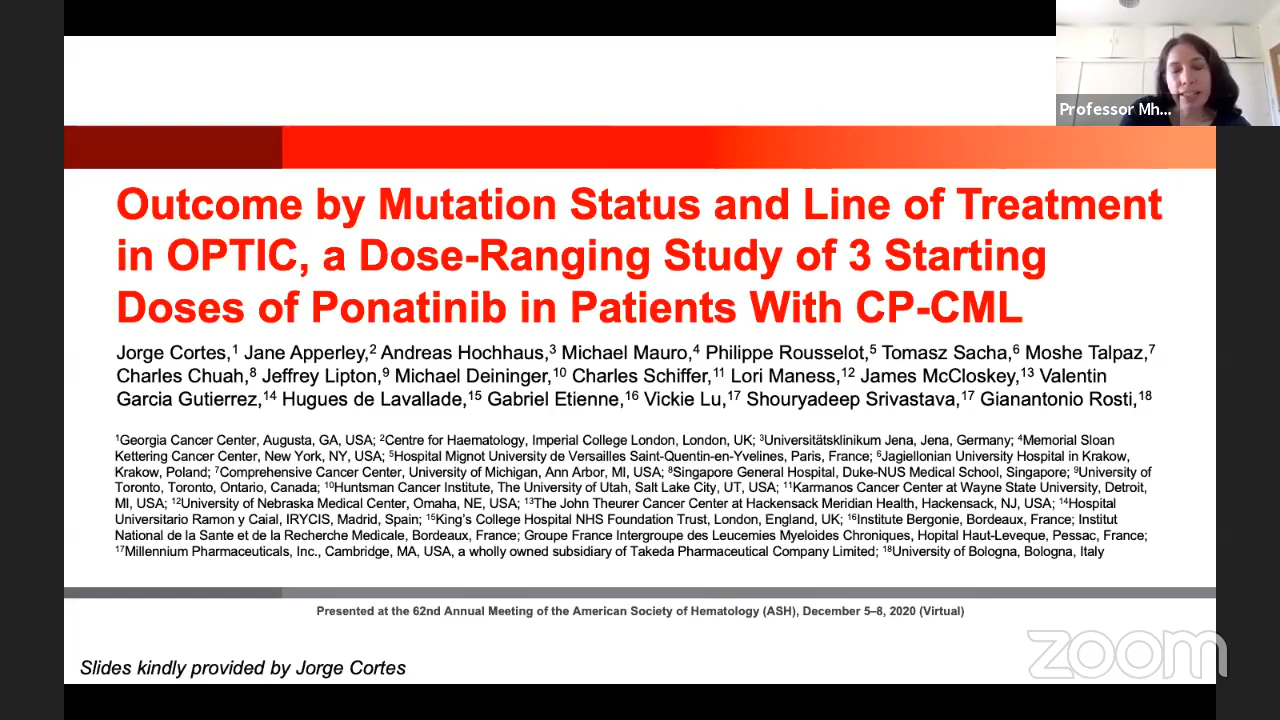 Professor Mh...
Outcome by Mutation Status and Line of Treatment
in OPTIC, a Dose-Ranging Study of 3 Starting
Doses of Ponatinib in Patients With CP-CML
Jorge Cortes,¹ Jane Apperley,² Andreas Hochhaus,³ Michael Mauro,⁴ Philippe Rousselot,⁵ Tomasz Sacha,⁶ Moshe Talpaz,⁷
Charles Chuah,⁸ Jeffrey Lipton,⁹ Michael Deininger,¹⁰ Charles Schiffer,¹¹ Lori Maness,¹² James McCloskey,¹³ Valentin
Garcia Gutierrez,¹⁴ Hugues de Lavallade,¹⁵ Gabriel Etienne,¹⁶ Vickie Lu,¹⁷ Shouryadeep Srivastava,¹⁷ Gianantonio Rosti,¹⁸
¹Georgia Cancer Center, Augusta, GA, USA; ²Centre for Haematology, Imperial College London, London, UK; ³Universitätsklinikum Jena, Jena, Germany; ⁴Memorial Sloan
Kettering Cancer Center, New York, NY, USA; ⁵Hospital Mignot University de Versailles Saint-Quentin-en-Yvelines, Paris, France; ⁶Jagiellonian University Hospital in Krakow,
Krakow, Poland; ⁷Comprehensive Cancer Center, University of Michigan, Ann Arbor, MI, USA; ⁸Singapore General Hospital, Duke-NUS Medical School, Singapore; ⁹University of
Toronto, Toronto, Ontario, Canada; ¹⁰Huntsman Cancer Institute, The University of Utah, Salt Lake City, UT, USA; ¹¹Karmanos Cancer Center at Wayne State University, Detroit,
MI, USA; ¹²University of Nebraska Medical Center, Omaha, NE, USA; ¹³The John Theurer Cancer Center at Hackensack Meridian Health, Hackensack, NJ, USA; ¹⁴Hospital
Universitario Ramon y Caial, IRYCIS, Madrid, Spain; ¹⁵King's College Hospital NHS Foundation Trust, London, England, UK; ¹⁶Institute Bergonie, Bordeaux, France; Institut
National de la Sante et de la Recherche Medicale, Bordeaux, France; Groupe France Intergroupe des Leucemies Myeloides Chroniques, Hopital Haut-Leveque, Pessac, France;
¹⁷Millennium Pharmaceuticals, Inc., Cambridge, MA, USA, a wholly owned subsidiary of Takeda Pharmaceutical Company Limited; ¹⁸University of Bologna, Bologna, Italy
Presented at the 62nd Annual Meeting of the American Society of Hematology (ASH), December 5–8, 2020 (Virtual)
zoom
Slides kindly provided by Jorge Cortes